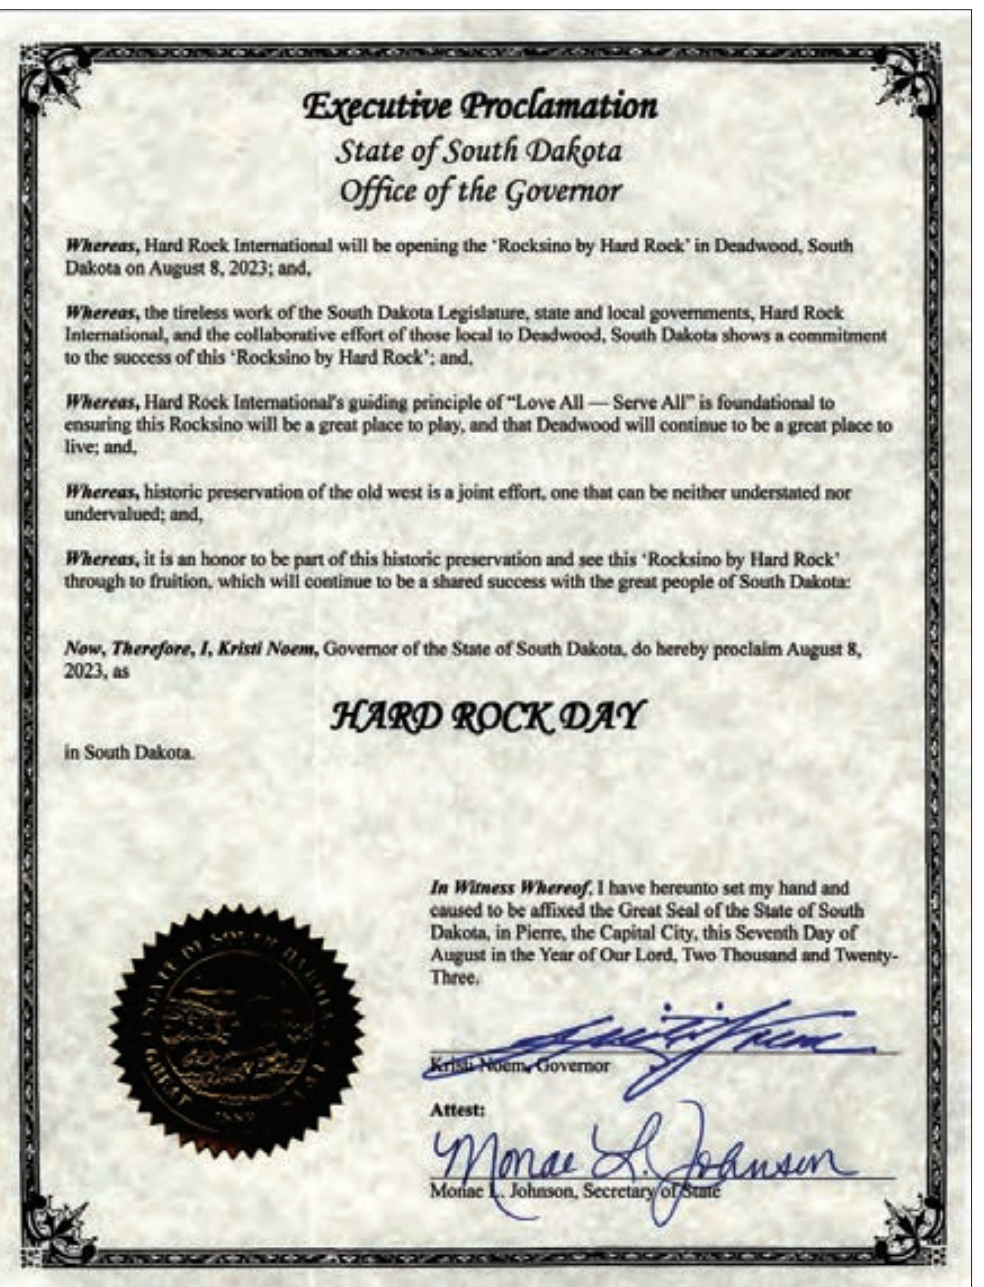 Executive Proclamation
State of South Dakota
Office of the Governor
Whereas, Hard Rock International will be opening the ‘Rocksino by Hard Rock’ in Deadwood, South
Dakota on August 8, 2023; and,
Whereas, the tireless work of the South Dakota Legislature, state and local governments, Hard Rock
International, and the collaborative effort of those local to Deadwood, South Dakota shows a commitment
to the success of this ‘Rocksino by Hard Rock’; and,
Whereas, Hard Rock International's guiding principle of “Love All — Serve All” is foundational to
ensuring this Rocksino will be a great place to play, and that Deadwood will continue to be a great place to
live; and,
Whereas, historic preservation of the old west is a joint effort, one that can be neither understated nor
undervalued; and,
Whereas, it is an honor to be part of this historic preservation and see this ‘Rocksino by Hard Rock’
through to fruition, which will continue to be a shared success with the great people of South Dakota:
Now, Therefore, I, Kristi Noem, Governor of the State of South Dakota, do hereby proclaim August 8,
2023, as
HARD ROCK DAY
in South Dakota.
In Witness Whereof, I have hereunto set my hand and
caused to be affixed the Great Seal of the State of South
Dakota, in Pierre, the Capital City, this Seventh Day of
August in the Year of Our Lord, Two Thousand and Twenty-
Three.
Kristi Noem
Kristi Noem, Governor
Attest:
Monae L. Johnson
Monae L. Johnson, Secretary of State
STATE OF SOUTH DAKOTA
GREAT SEAL
1889